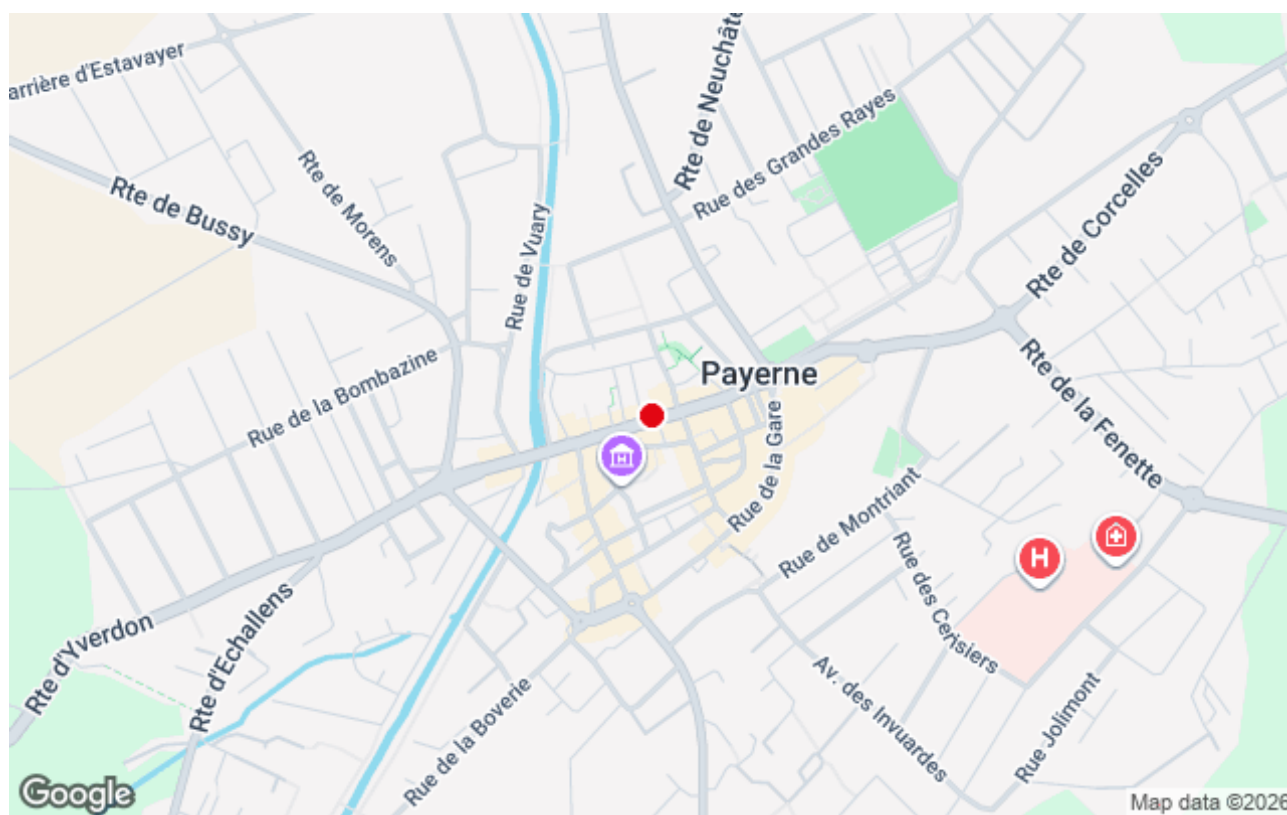 arrière d'Estavayer
Rte de Neuchâte
Rue des Grandes Rayes
Rte de Morens
Rte de Bussy
Rue de Vuary
Rte de Corcelles
Rue de la Bombazine
Payerne
Rte de la Fenette
Rue de la Gare
Rue de Montriant
H
H
Rue des Cerisiers
Rte d'Yverdon
Rte d'Echallens
Rue de la Boverie
Av. des Invuardes
Rue Jolimont
Google
Map data ©2026